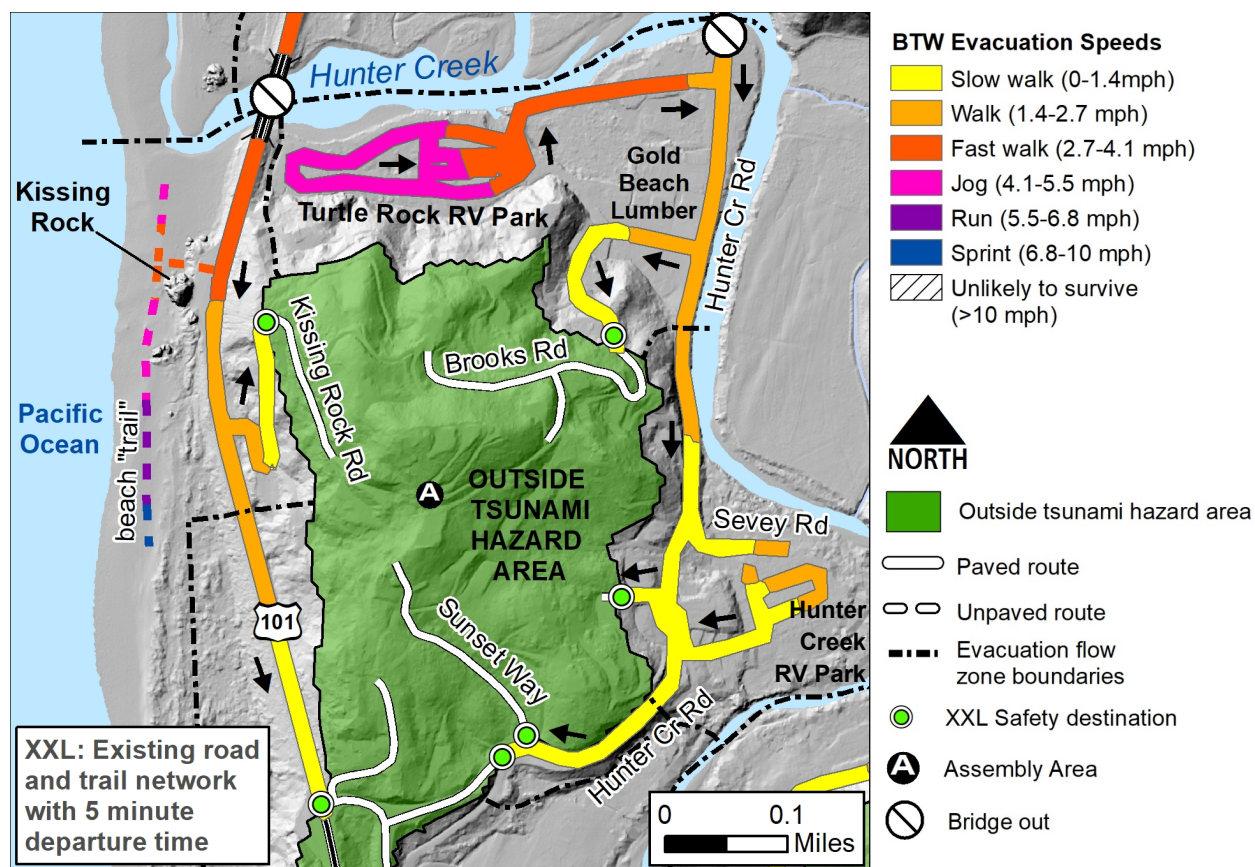 Hunter Creek
Kissing
Rock
Turtle Rock RV Park
Gold
Beach
Lumber
Hunter Cr Rd
Kissing Rock Rd
Brooks Rd
Pacific
Ocean
beach "trail"
A
OUTSIDE
TSUNAMI
HAZARD
AREA
Sevey Rd
101
Sunset Way
Hunter
Creek
RV Park
Hunter Cr Rd
XXL: Existing road
and trail network
with 5 minute
departure time
0 0.1
Miles
BTW Evacuation Speeds
Slow walk (0-1.4mph)
Walk (1.4-2.7 mph)
Fast walk (2.7-4.1 mph)
Jog (4.1-5.5 mph)
Run (5.5-6.8 mph)
Sprint (6.8-10 mph)
Unlikely to survive
(>10 mph)
NORTH
Outside tsunami hazard area
Paved route
Unpaved route
Evacuation flow
zone boundaries
XXL Safety destination
A Assembly Area
Bridge out